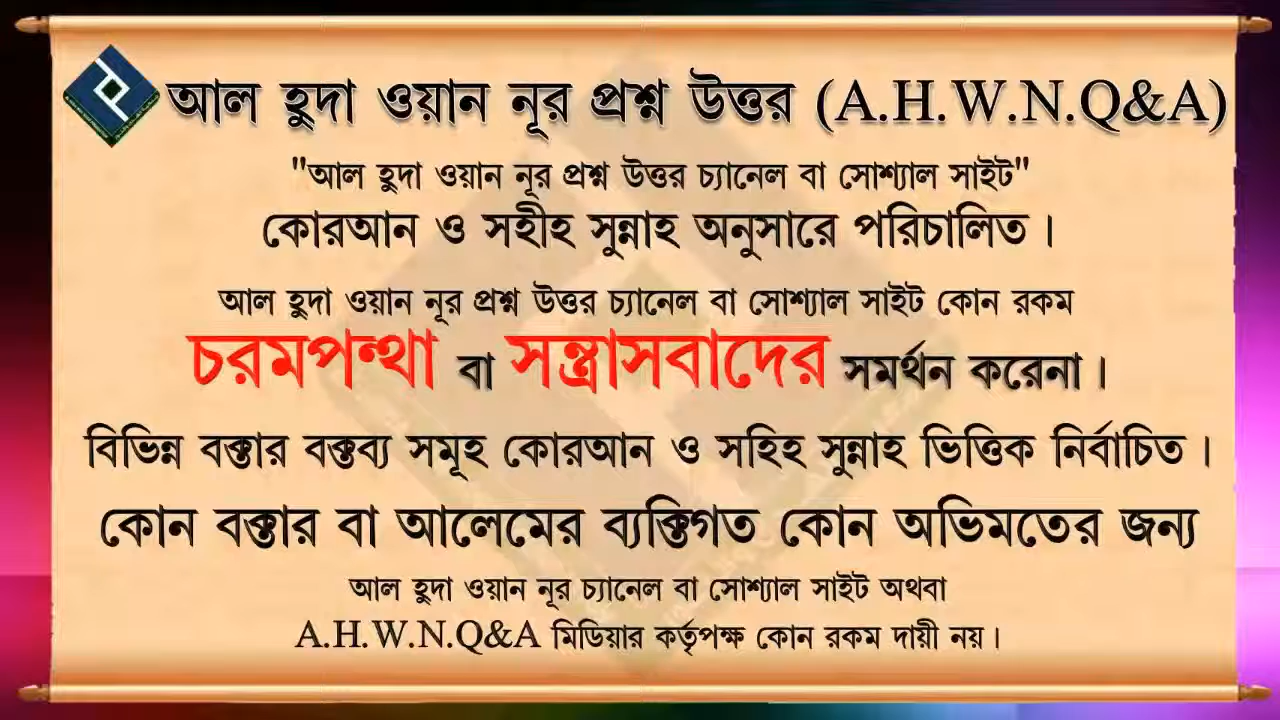 আল হুদা ওয়ান নূর প্রশ্ন উত্তর (A.H.W.N.Q&A)
"আল হুদা ওয়ান নূর প্রশ্ন উত্তর চ্যানেল বা সোশ্যাল সাইট"
কোরআন ও সহীহ সুন্নাহ অনুসারে পরিচালিত।
আল হুদা ওয়ান নূর প্রশ্ন উত্তর চ্যানেল বা সোশ্যাল সাইট কোন রকম
চরমপন্থা বা সন্ত্রাসবাদের সমর্থন করেনা।
বিভিন্ন বক্তার বক্তব্য সমূহ কোরআন ও সহিহ সুন্নাহ ভিত্তিক নির্বাচিত।
কোন বক্তার বা আলেমের ব্যক্তিগত কোন অভিমতের জন্য
আল হুদা ওয়ান নূর চ্যানেল বা সোশ্যাল সাইট অথবা
A.H.W.N.Q&A মিডিয়ার কর্তৃপক্ষ কোন রকম দায়ী নয়।